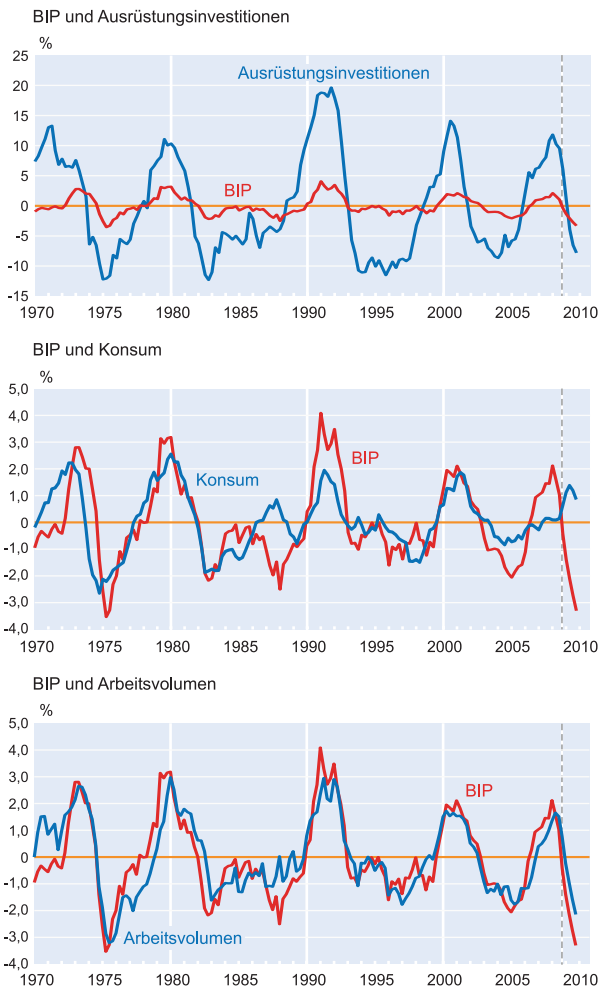 BIP und Ausrüstungsinvestitionen
%
25
Ausrüstungsinvestitionen
20
15
10
BIP
5
0
-5
-10
-15
1970 1975 1980 1985 1990 1995 2000 2005 2010
BIP und Konsum
%
5,0
4,0
BIP
3,0
Konsum
2,0
1,0
0
-1,0
-2,0
-3,0
-4,0
1970 1975 1980 1985 1990 1995 2000 2005 2010
BIP und Arbeitsvolumen
%
5,0
4,0
3,0
BIP
2,0
1,0
0
-1,0
-2,0
-3,0
Arbeitsvolumen
-4,0
1970 1975 1980 1985 1990 1995 2000 2005 2010